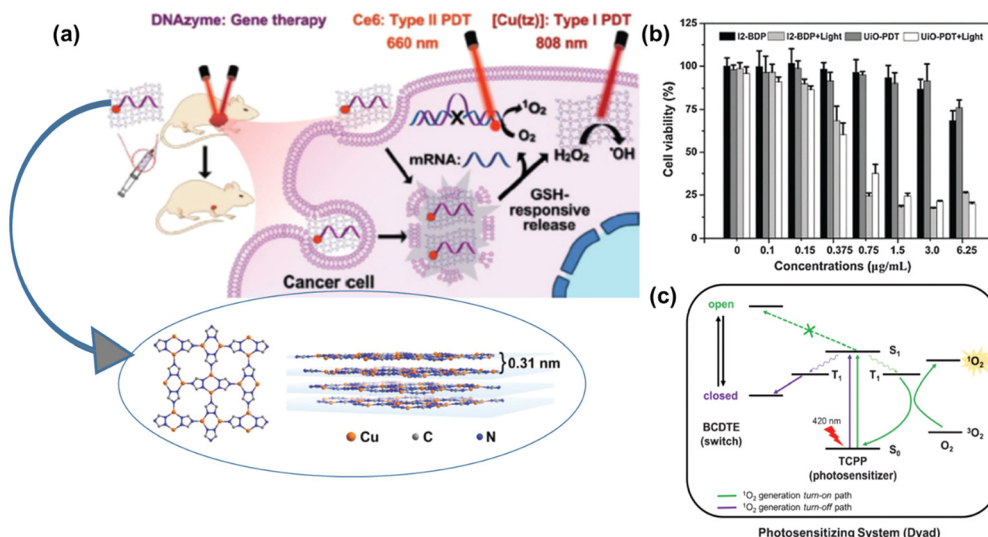 (a)
DNAzyme: Gene therapy
Ce6: Type II PDT
660 nm
[Cu(tz)]: Type I PDT
808 nm
¹O₂
O₂
mRNA:
H₂O₂
·OH
GSH-
responsive
release
Cancer cell
0.31 nm
Cu
C
N
(b)
I2-BDP
I2-BDP+Light
UiO-PDT
UiO-PDT+Light
Cell viability (%)
125
100
75
50
25
0
0
0.1
0.15
0.375
0.75
1.5
3.0
6.25
Concentrations (μg/mL)
(c)
open
closed
BCDTE
(switch)
S₁
T₁
T₁
420 nm
S₀
TCPP
(photosensitizer)
¹O₂
³O₂
O₂
¹O₂ generation turn-on path
¹O₂ generation turn-off path
Photosensitizing System (Dyad)